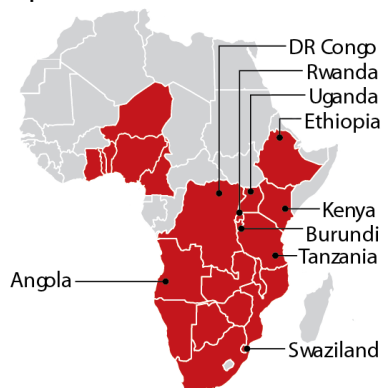 DR Congo
Rwanda
Uganda
Ethiopia
Kenya
Burundi
Tanzania
Angola
Swaziland